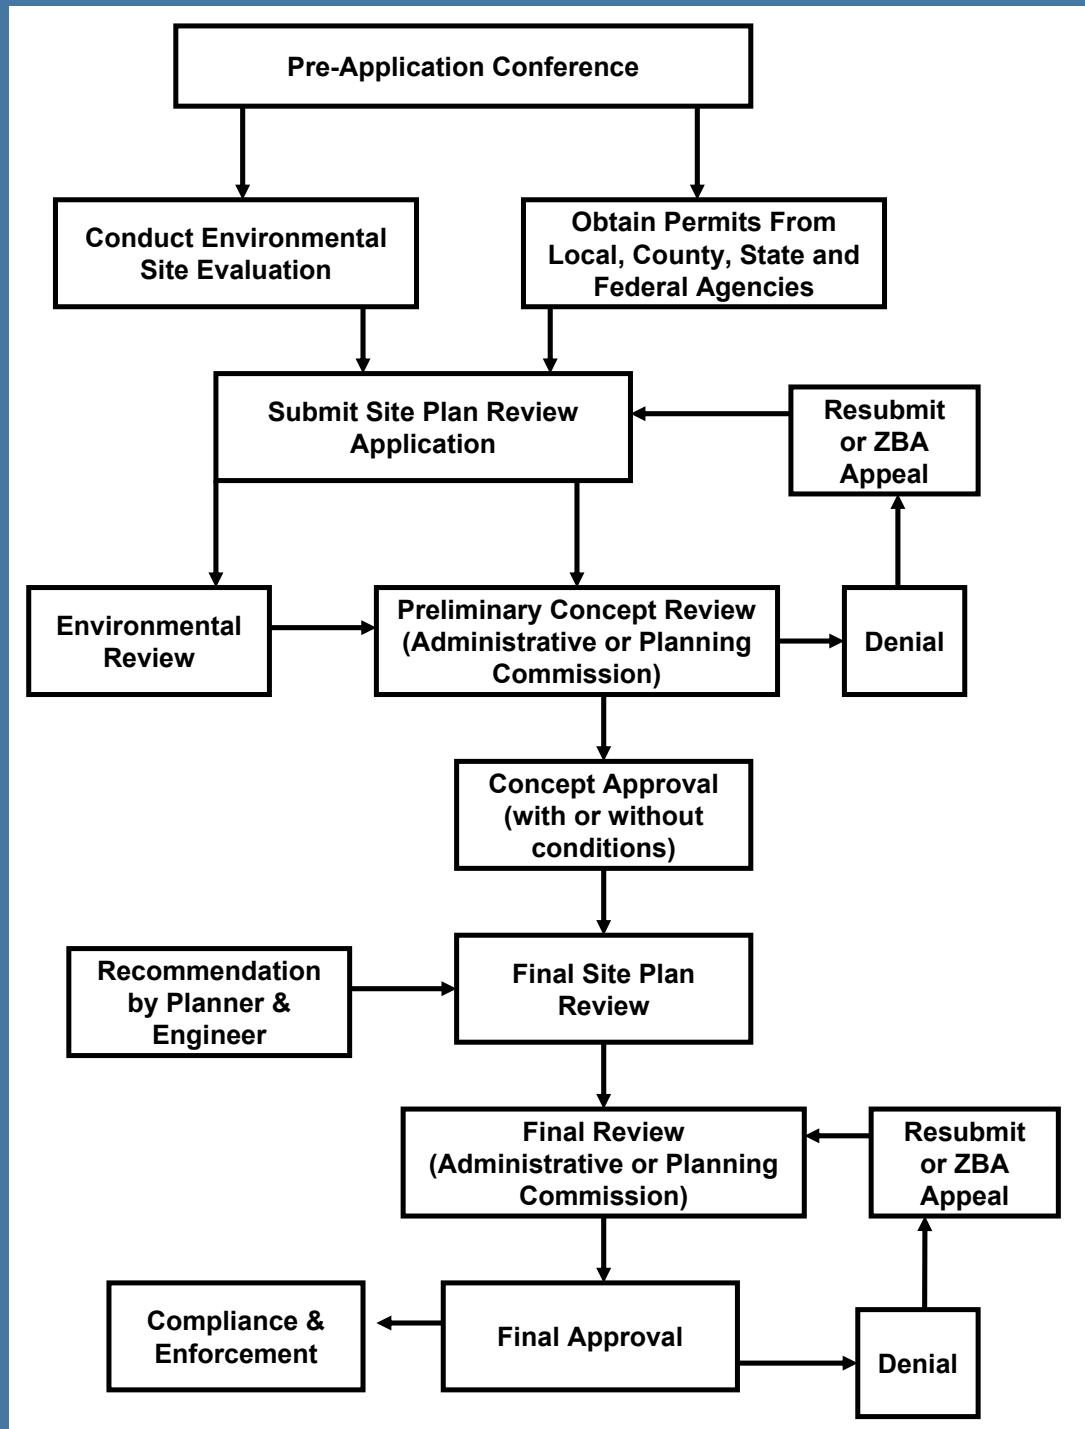 Pre-Application Conference
Conduct Environmental
Site Evaluation
Obtain Permits From
Local, County, State and
Federal Agencies
Submit Site Plan Review
Application
Resubmit
or ZBA
Appeal
Environmental
Review
Preliminary Concept Review
(Administrative or Planning
Commission)
Denial
Concept Approval
(with or without
conditions)
Recommendation
by Planner &
Engineer
Final Site Plan
Review
Final Review
(Administrative or Planning
Commission)
Resubmit
or ZBA
Appeal
Compliance &
Enforcement
Final Approval
Denial